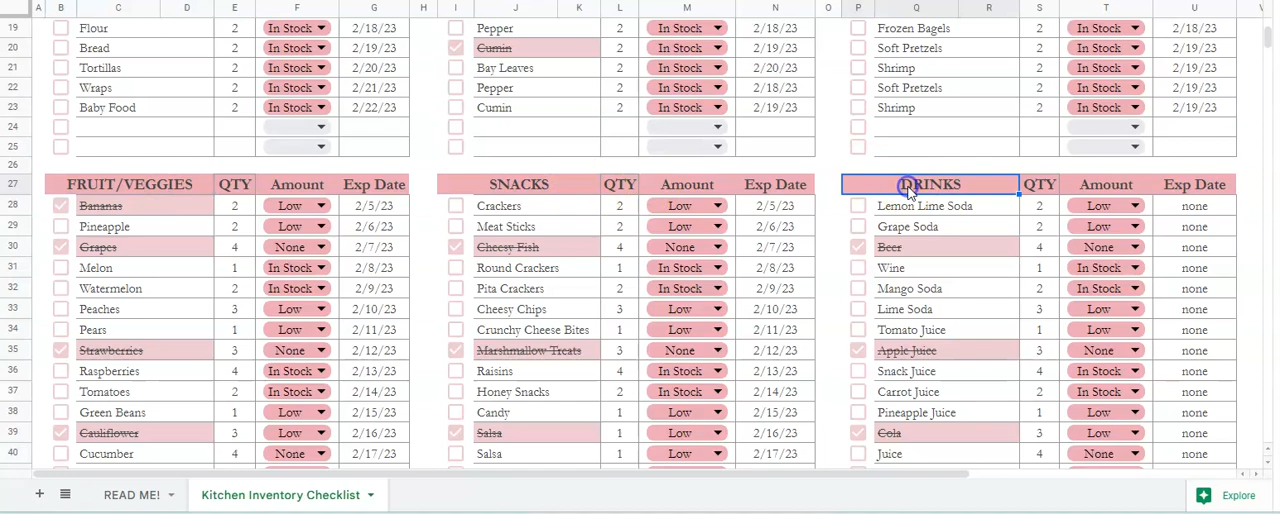 A B C D E F G H I J K L M N O P Q R S T U
19 Flour 2 In Stock 2/18/23 Pepper 2 In Stock 2/18/23 Frozen Bagels 2 In Stock 2/18/23
20 Bread 2 In Stock 2/19/23 Cumin 2 In Stock 2/19/23 Soft Pretzels 2 In Stock 2/19/23
21 Tortillas 2 In Stock 2/20/23 Bay Leaves 2 In Stock 2/20/23 Shrimp 2 In Stock 2/19/23
22 Wraps 2 In Stock 2/21/23 Pepper 2 In Stock 2/18/23 Soft Pretzels 2 In Stock 2/19/23
23 Baby Food 2 In Stock 2/22/23 Cumin 2 In Stock 2/19/23 Shrimp 2 In Stock 2/19/23
24
25
26
27 FRUIT/VEGGIES QTY Amount Exp Date SNACKS QTY Amount Exp Date DRINKS QTY Amount Exp Date
28 Bananas 2 Low 2/5/23 Crackers 2 Low 2/5/23 Lemon Lime Soda 2 Low none
29 Pineapple 2 Low 2/6/23 Meat Sticks 2 Low 2/6/23 Grape Soda 2 Low none
30 Grapes 4 None 2/7/23 Cheesy Fish 4 None 2/7/23 Beer 4 None none
31 Melon 1 In Stock 2/8/23 Round Crackers 1 In Stock 2/8/23 Wine 1 In Stock none
32 Watermelon 2 In Stock 2/9/23 Pita Crackers 2 In Stock 2/9/23 Mango Soda 2 In Stock none
33 Peaches 3 Low 2/10/23 Cheesy Chips 3 Low 2/10/23 Lime Soda 3 Low none
34 Pears 1 Low 2/11/23 Crunchy Cheese Bites 1 Low 2/11/23 Tomato Juice 1 Low none
35 Strawberries 3 None 2/12/23 Marshmallow Treats 3 None 2/12/23 Apple Juice 3 None none
36 Raspberries 4 In Stock 2/13/23 Raisins 4 In Stock 2/13/23 Snack Juice 4 In Stock none
37 Tomatoes 2 In Stock 2/14/23 Honey Snacks 2 In Stock 2/14/23 Carrot Juice 2 In Stock none
38 Green Beans 1 Low 2/15/23 Candy 1 Low 2/15/23 Pineapple Juice 1 Low none
39 Cauliflower 3 Low 2/16/23 Salsa 1 Low 2/16/23 Cola 3 Low none
40 Cucumber 4 None 2/17/23 Salsa 1 Low 2/17/23 Juice 4 None none
READ ME! Kitchen Inventory Checklist Explore